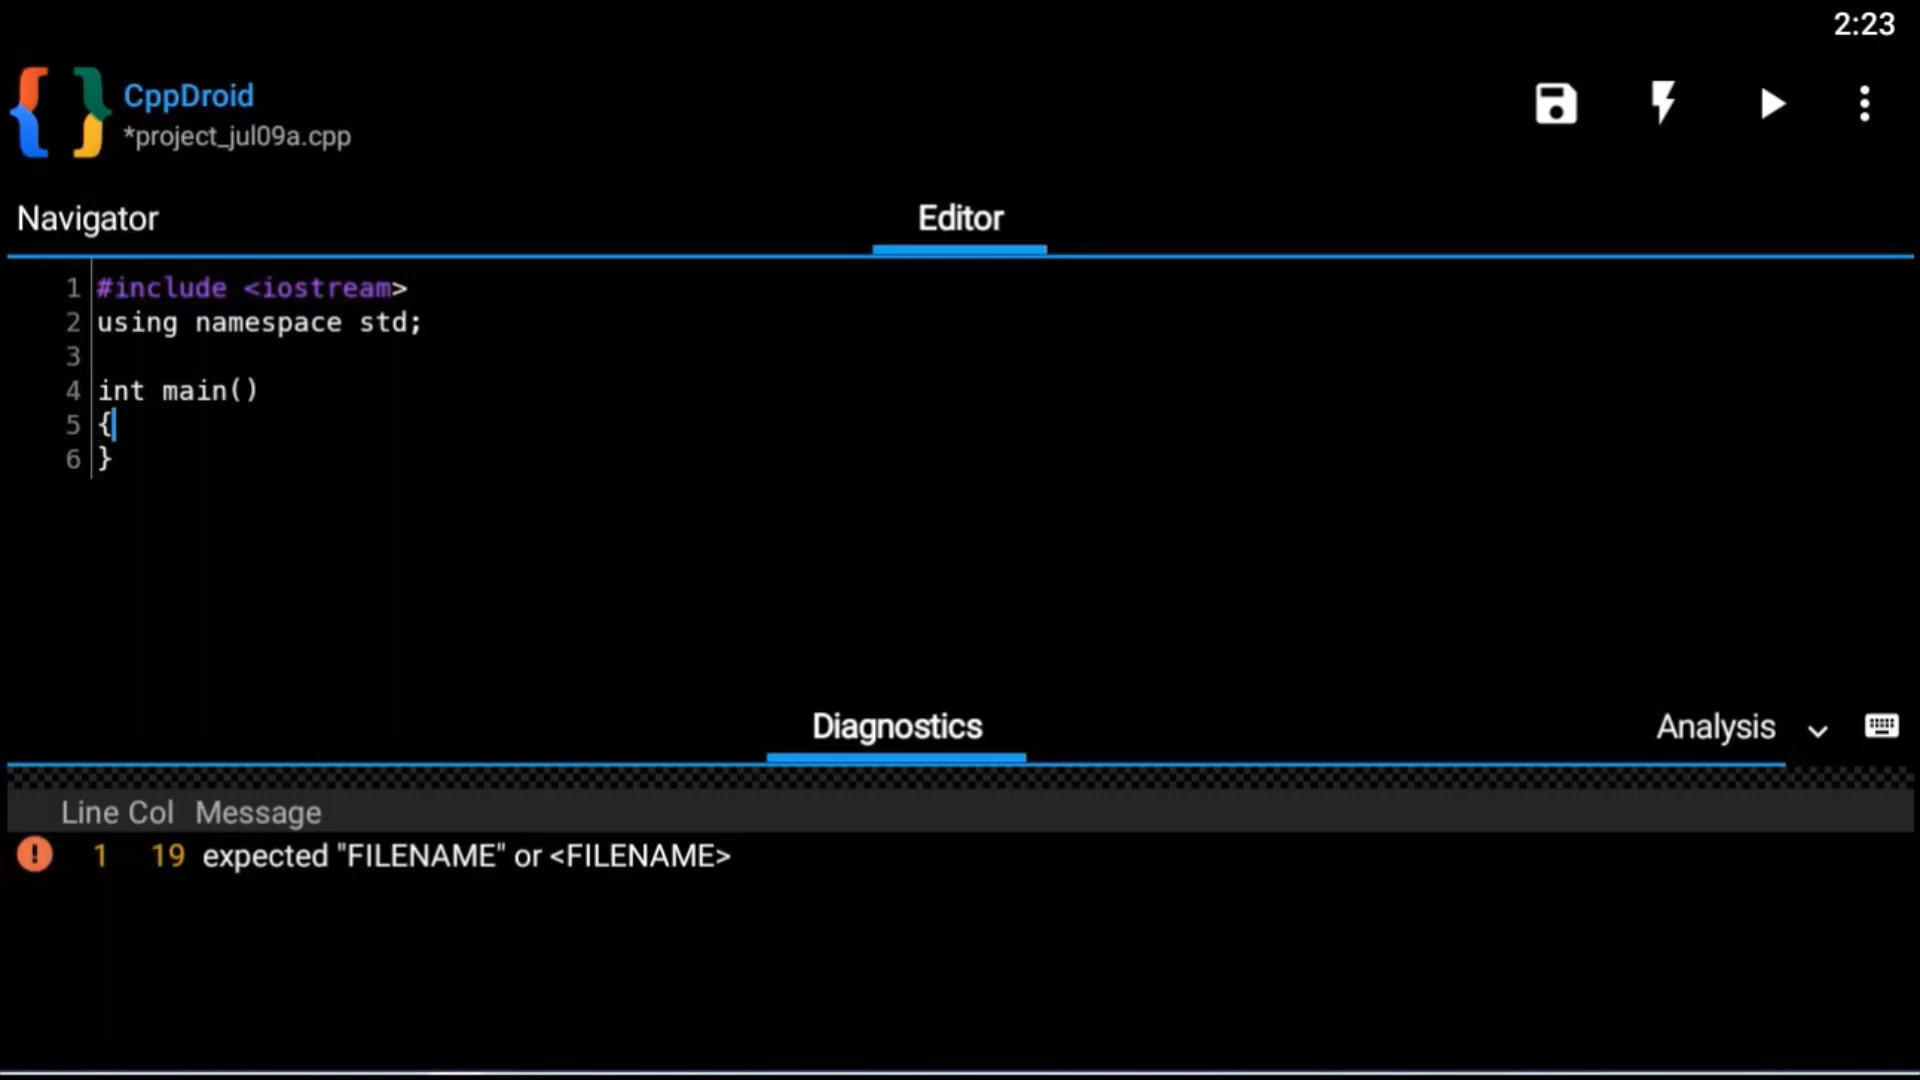 2:23
CppDroid
*project_jul09a.cpp
Navigator
Editor
1 #include <iostream>
2 using namespace std;
3
4 int main()
5 {
6 }
Diagnostics
Analysis
Line Col Message
1 19 expected "FILENAME" or <FILENAME>